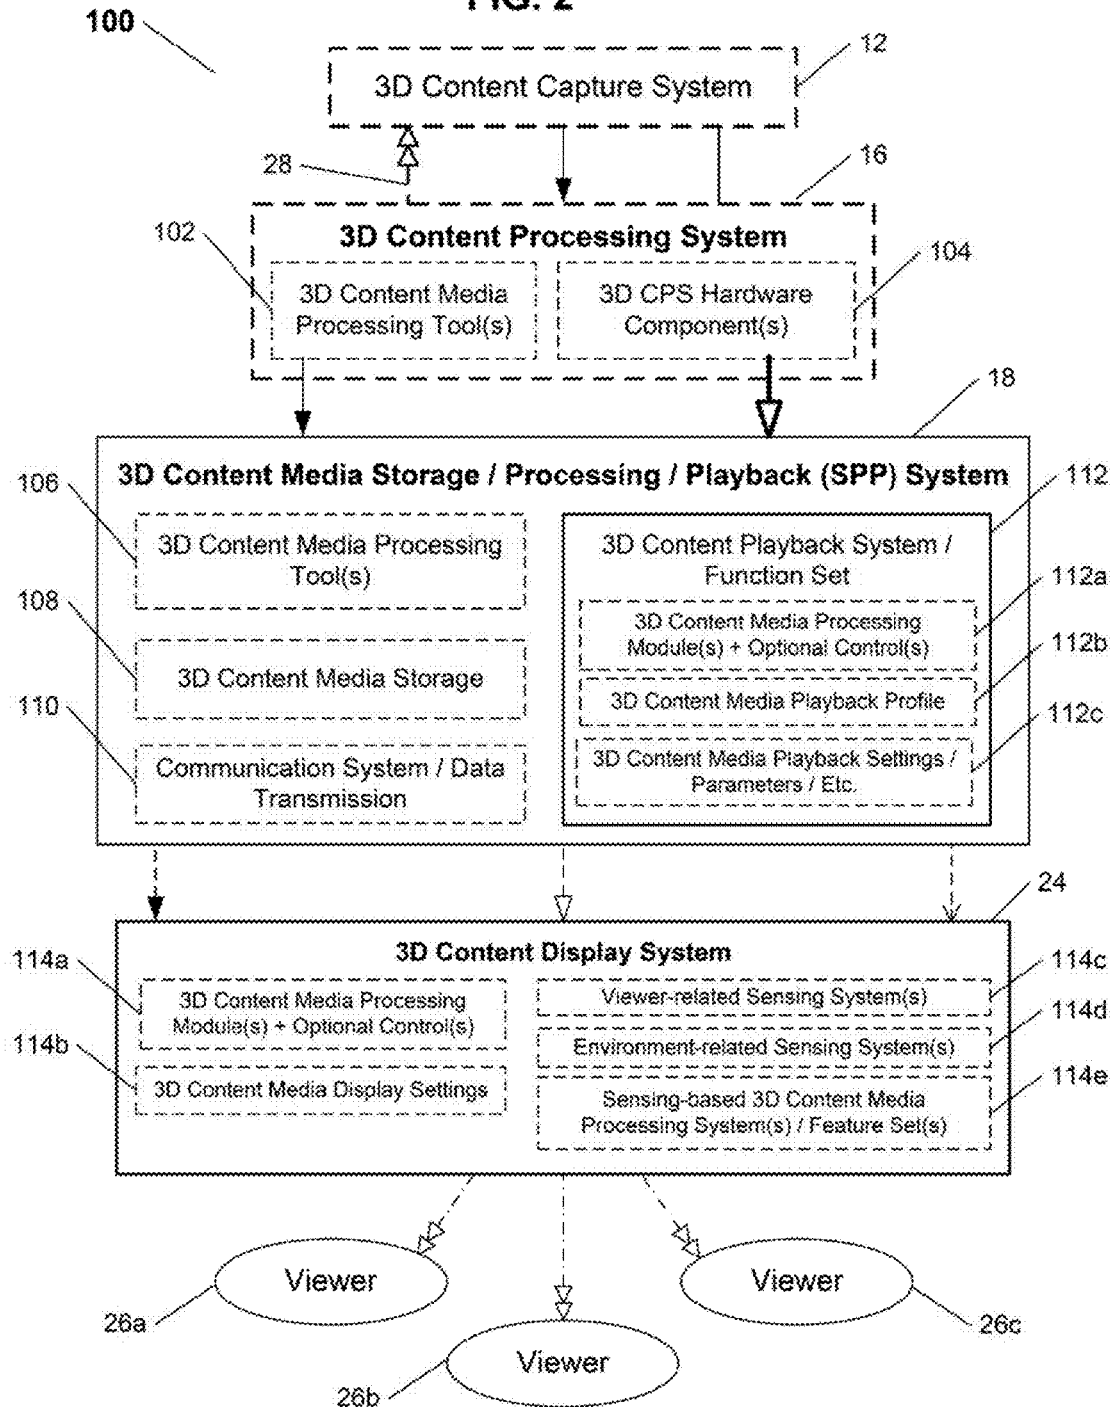 FIG. 2
100
12
3D Content Capture System
28
16
102
3D Content Processing System
104
3D Content Media
Processing Tool(s)
3D CPS Hardware
Component(s)
18
3D Content Media Storage / Processing / Playback (SPP) System
106
112
3D Content Media Processing
Tool(s)
3D Content Playback System /
Function Set
112a
108
3D Content Media Processing
Module(s) + Optional Control(s)
112b
3D Content Media Storage
3D Content Media Playback Profile
110
112c
Communication System / Data
Transmission
3D Content Media Playback Settings /
Parameters / Etc.
24
3D Content Display System
114a
114c
3D Content Media Processing
Module(s) + Optional Control(s)
Viewer-related Sensing System(s)
114d
114b
Environment-related Sensing System(s)
114e
3D Content Media Display Settings
Sensing-based 3D Content Media
Processing System(s) / Feature Set(s)
Viewer
Viewer
26a
26c
Viewer
26b